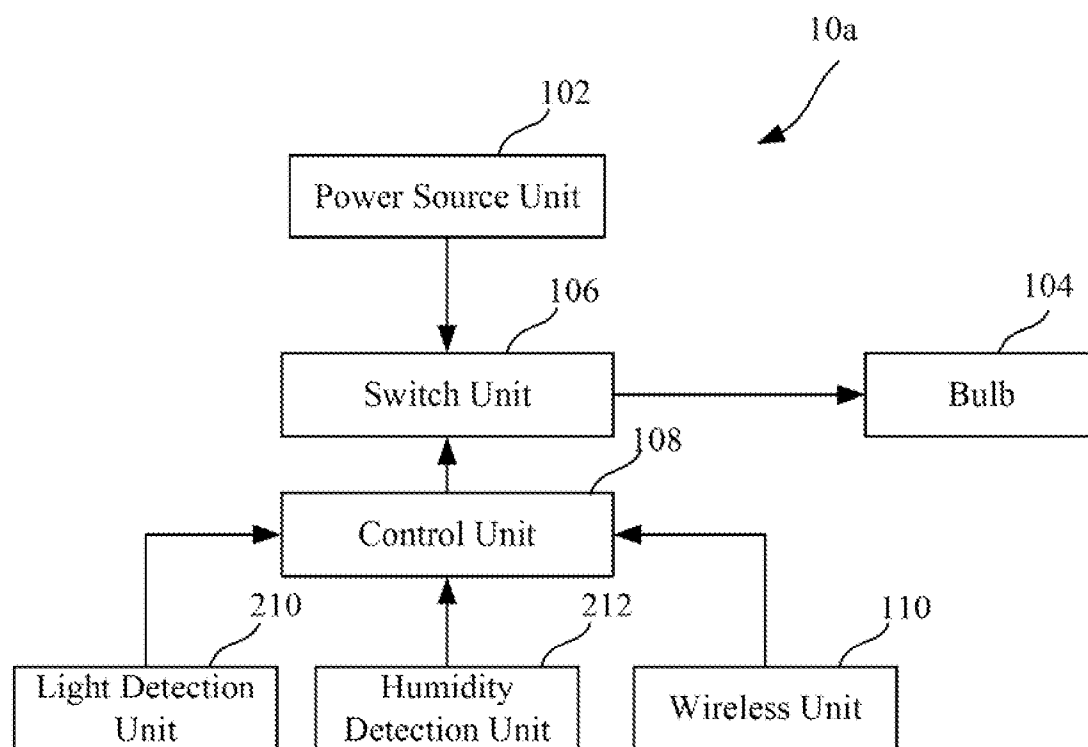 10a
102
Power Source Unit
106
104
Switch Unit
Bulb
108
Control Unit
210
212
110
Light Detection
Unit
Humidity
Detection Unit
Wireless Unit